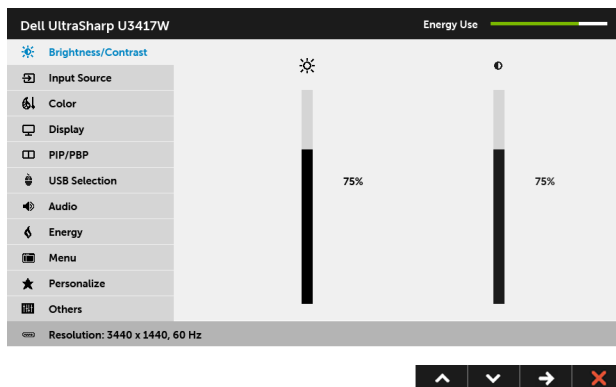 Dell UltraSharp U3417W
Energy Use
Brightness/Contrast
Input Source
Color
Display
PIP/PBP
USB Selection
75%
75%
Audio
Energy
Menu
Personalize
Others
Resolution: 3440 x 1440, 60 Hz